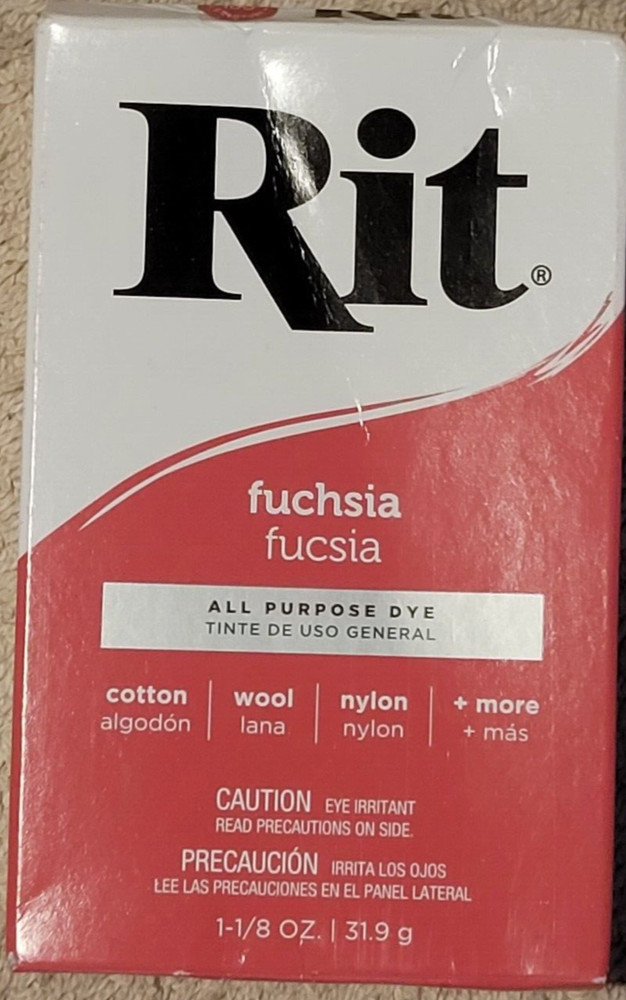 Rit®
fuchsia
fucsia
ALL PURPOSE DYE
TINTE DE USO GENERAL
cotton | wool | nylon | + more
algodón | lana | nylon | + más
CAUTION EYE IRRITANT
READ PRECAUTIONS ON SIDE.
PRECAUCIÓN IRRITA LOS OJOS
LEE LAS PRECAUCIONES EN EL PANEL LATERAL
1-1/8 OZ. | 31.9 g